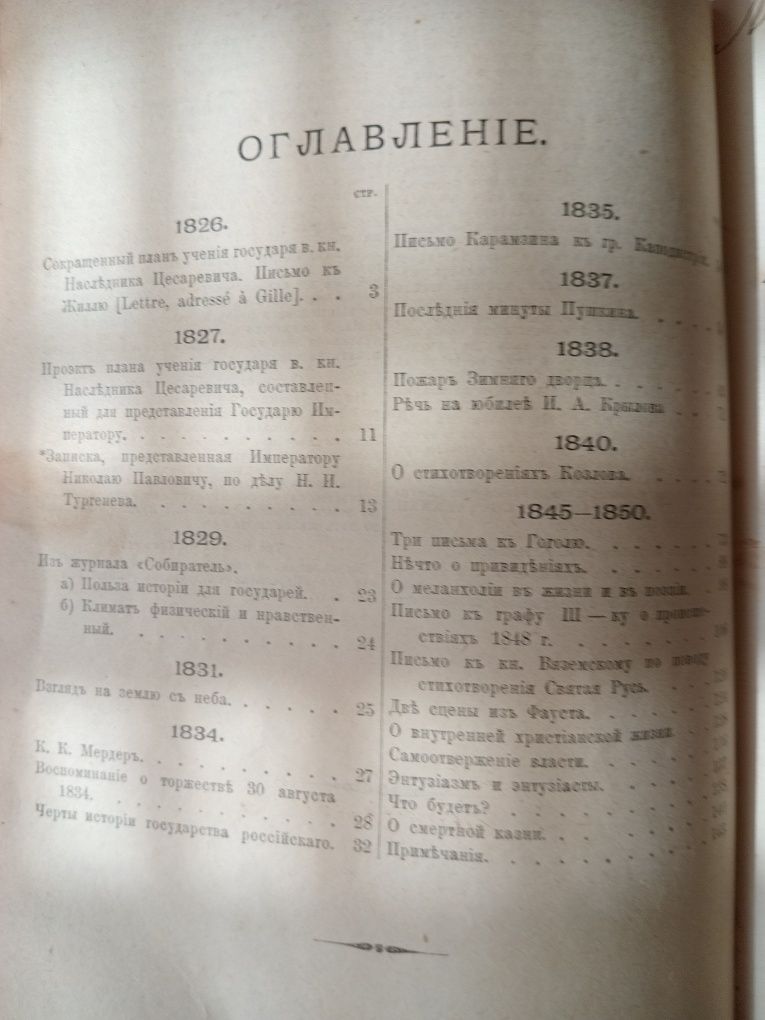 ОГЛАВЛЕНІЕ.
стр.
1826.
Сокращенный планъ ученія государя в. кн.
Наслѣдника Цесаревича. Письмо къ
Жиллю [Lettre, adressé à Gille]. . . 3
1827.
Проэктъ плана ученія государя в. кн.
Наслѣдника Цесаревича, составлен-
ный для представленія Государю Им-
ператору. . . . . . . . . . . 11
*Записка, представленная Императору
Николаю Павловичу, по дѣлу Н. И.
Тургенева. . . . . . . . . . 13
1829.
Изъ журнала «Собиратель».
а) Польза исторіи для государей. . 23
б) Климатъ физическій и нравствен-
ный. . . . . . . . . . . 24
1831.
Взглядъ на землю съ неба. . . . . . 25
1834.
К. К. Мердеръ. . . . . . . . . 27
Воспоминаніе о торжествѣ 30 августа
1834. . . . . . . . . . . . 28
Черты исторіи государства россійскаго. 32
1835.
Письмо Карамзина къ гр. Каподистріи.
1837.
Послѣднія минуты Пушкина. . . . .
1838.
Пожаръ Зимняго дворца. . . . . .
Рѣчь на юбилеѣ И. А. Крылова . .
1840.
О стихотвореніяхъ Козлова. . . . .
1845—1850.
Три письма къ Гоголю. . . . . . .
Нѣчто о привидѣніяхъ. . . . . . .
О меланхоліи въ жизни и въ поэзіи.
Письмо къ графу Ш — ку о происше-
ствіяхъ 1848 г. . . . . . . .
Письмо къ кн. Вяземскому по поводу
стихотворенія Святая Русь. . . .
Двѣ сцены изъ Фауста. . . . . . .
О внутренней христіанской жизни.
Самоотверженіе власти. . . . . . .
Энтузіазмъ и энтузіасты. . . . . .
Что будетъ? . . . . . . . . . .
О смертной казни. . . . . . . .
Примѣчанія. . . . . . . . . .